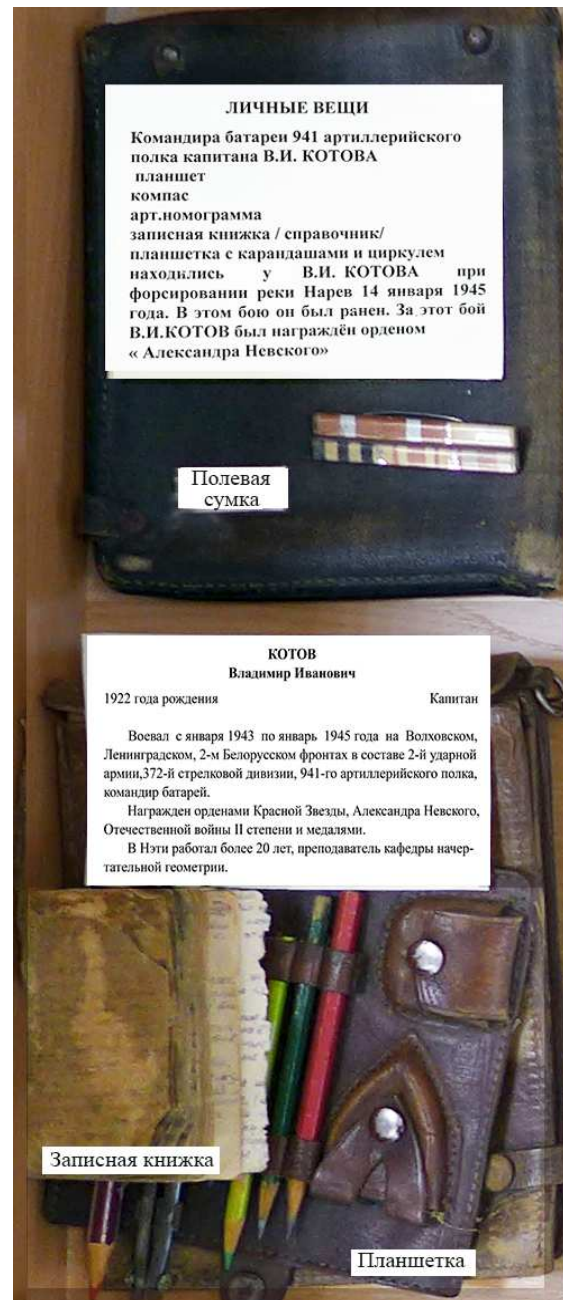 ЛИЧНЫЕ ВЕЩИ
Командира батареи 941 артиллерийского
полка капитана В.И. КОТОВА
планшет
компас
арт.номограмма
записная книжка / справочник/
планшетка с карандашами и циркулем
находились у В.И. КОТОВА при
форсировании реки Нарев 14 января 1945
года. В этом бою он был ранен. За этот бой
В.И.КОТОВ был награждён орденом
« Александра Невского»
Полевая
сумка
КОТОВ
Владимир Иванович
1922 года рождения Капитан
Воевал с января 1943 по январь 1945 года на Волховском,
Ленинградском, 2-м Белорусском фронтах в составе 2-й ударной
армии,372-й стрелковой дивизии, 941-го артиллерийского полка,
командир батарей.
Награжден орденами Красной Звезды, Александра Невского,
Отечественной войны II степени и медалями.
В Нэти работал более 20 лет, преподаватель кафедры начер-
тательной геометрии.
Записная книжка
Планшетка